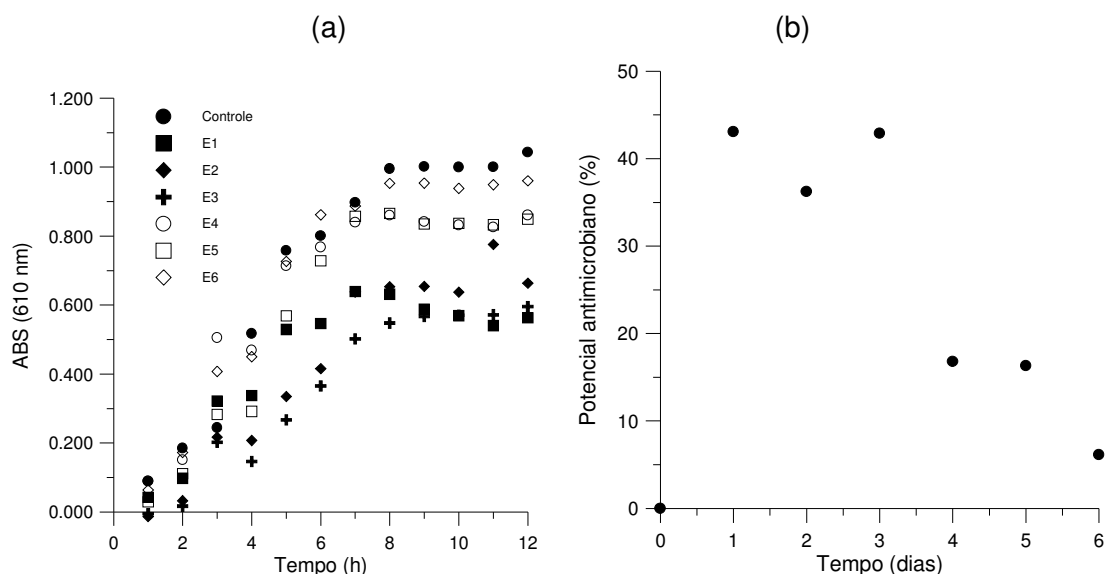 (a)
ABS (610 nm)
1.200
1.000
0.800
0.600
0.400
0.200
0.000
Controle
E1
E2
E3
E4
E5
E6
0 2 4 6 8 10 12
Tempo (h)
(b)
Potencial antimicrobiano (%)
50
40
30
20
10
0
0 1 2 3 4 5 6
Tempo (dias)